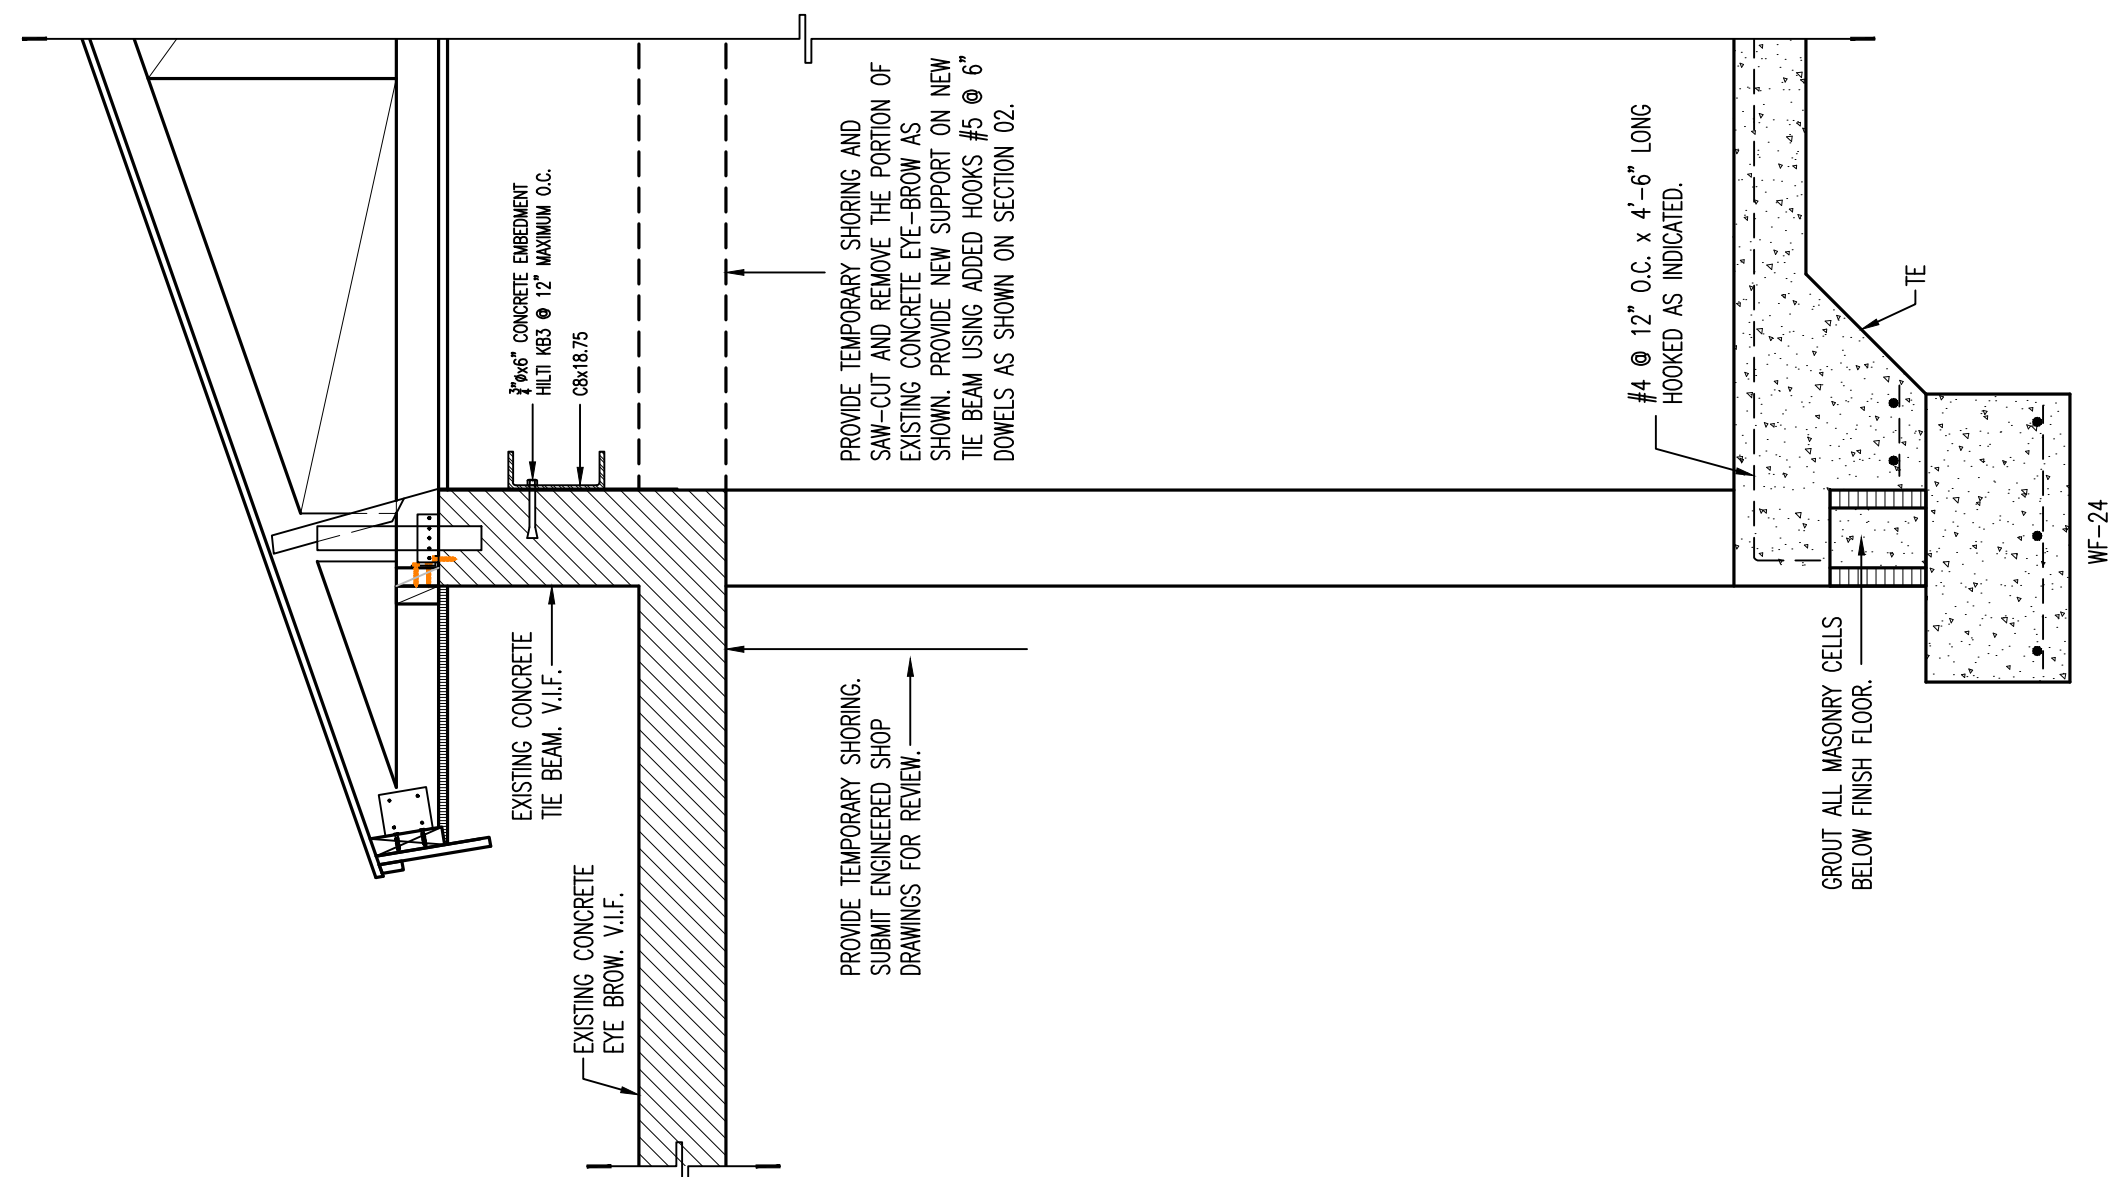 EXISTING CONCRETE
EYE BROW. V.I.F.
EXISTING CONCRETE
TIE BEAM. V.I.F.
3/4"øx6" CONCRETE EMBEDMENT
HILTI KB3 @ 12" MAXIMUM O.C.
C8x18.75
PROVIDE TEMPORARY SHORING.
SUBMIT ENGINEERED SHOP
DRAWINGS FOR REVIEW.
PROVIDE TEMPORARY SHORING AND
SAW-CUT AND REMOVE THE PORTION OF
EXISTING CONCRETE EYE-BROW AS
SHOWN. PROVIDE NEW SUPPORT ON NEW
TIE BEAM USING ADDED HOOKS #5 @ 6"
DOWELS AS SHOWN ON SECTION 02.
#4 @ 12" O.C. x 4'-6" LONG
HOOKED AS INDICATED.
GROUT ALL MASONRY CELLS
BELOW FINISH FLOOR.
TE
WF-24